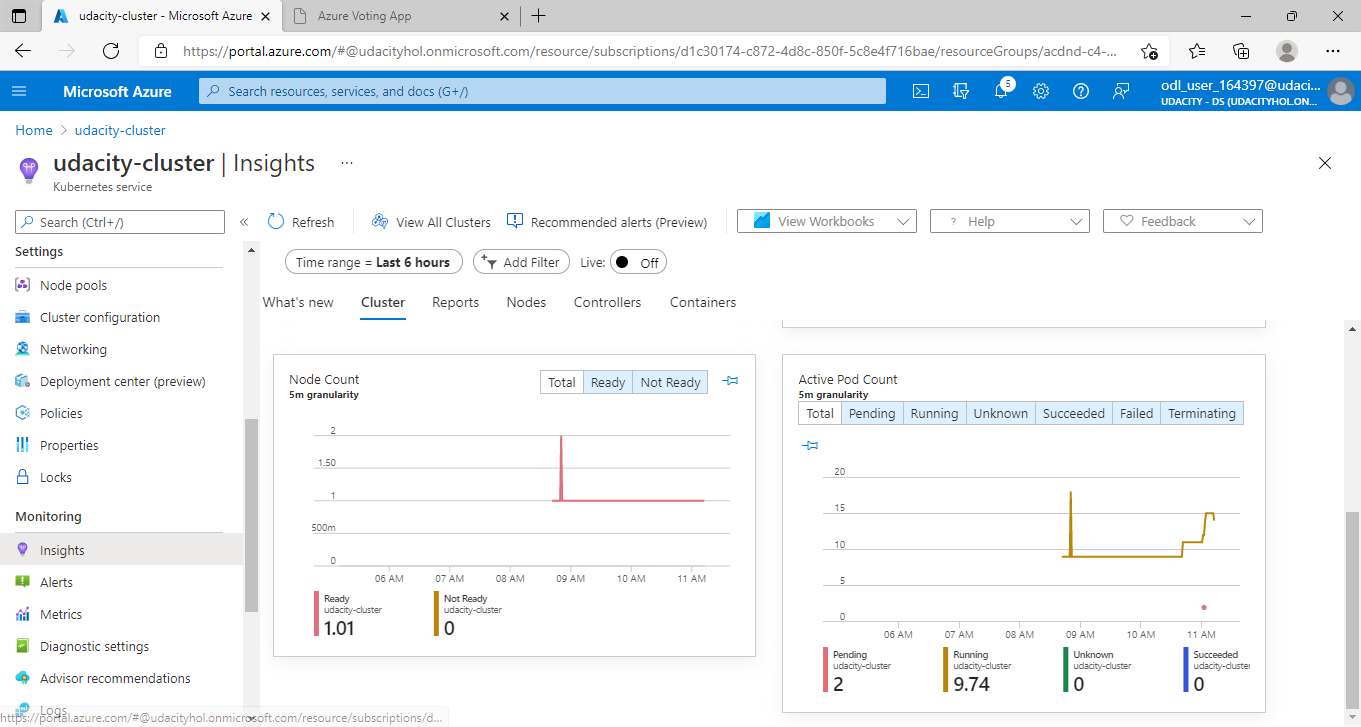 udacity-cluster - Microsoft Azure
Azure Voting App
https://portal.azure.com/#@udacityhol.onmicrosoft.com/resource/subscriptions/d1c30174-c872-4d8c-850f-5c8e4f716bae/resourceGroups/acdnd-c4-...
Microsoft Azure
Search resources, services, and docs (G+/)
5
odl_user_164397@udaci...
UDACITY - DS (UDACITYHOL.ON...
Home > udacity-cluster
udacity-cluster | Insights ...
Kubernetes service
Search (Ctrl+/)
«
Refresh
View All Clusters
Recommended alerts (Preview)
View Workbooks
? Help
Feedback
Settings
Node pools
Cluster configuration
Networking
Deployment center (preview)
Policies
Properties
Locks
Monitoring
Insights
Alerts
Metrics
Diagnostic settings
Advisor recommendations
Logs
https://portal.azure.com/#@udacityhol.onmicrosoft.com/resource/subscriptions/d...
Time range = Last 6 hours
Add Filter
Live: Off
What's new
Cluster
Reports
Nodes
Controllers
Containers
Node Count
5m granularity
Total Ready Not Ready
2
1.50
1
500m
0
06 AM 07 AM 08 AM 09 AM 10 AM 11 AM
Ready
udacity-cluster
1.01
Not Ready
udacity-cluster
0
Active Pod Count
5m granularity
Total Pending Running Unknown Succeeded Failed Terminating
20
15
10
5
0
06 AM 07 AM 08 AM 09 AM 10 AM 11 AM
Pending
udacity-cluster
2
Running
udacity-cluster
9.74
Unknown
udacity-cluster
0
Succeeded
udacity-cluster
0